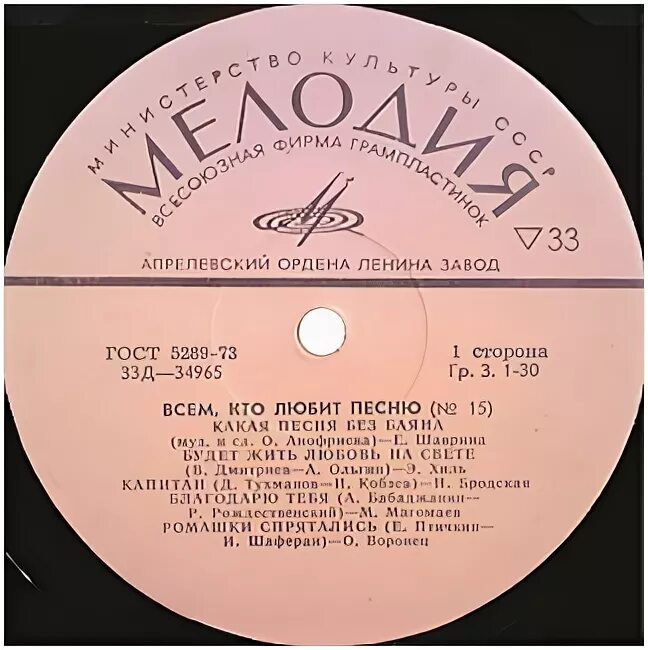 МИНИСТЕРСТВО КУЛЬТУРЫ СССР
МЕЛОДИЯ
ВСЕСОЮЗНАЯ ФИРМА ГРАМПЛАСТИНОК
▽33
АПРЕЛЕВСКИЙ ОРДЕНА ЛЕНИНА ЗАВОД
ГОСТ 5289-73
33Д—34965
1 сторона
Гр. 3. 1-30
ВСЕМ, КТО ЛЮБИТ ПЕСНЮ (№ 15)
КАКАЯ ПЕСНЯ БЕЗ БАЯНА
(муз. и сл. О. Анофриева)—Е. Шаврина
БУДЕТ ЖИТЬ ЛЮБОВЬ НА СВЕТЕ
(В. Дмитриев—А. Ольгин)—Э. Хиль
КАПИТАН (Д. Тухманов—И. Кобзев)—Н. Бродская
БЛАГОДАРЮ ТЕБЯ (А. Бабаджанян—
Р. Рождественский)—М. Магомаев
РОМАШКИ СПРЯТАЛИСЬ (Е. Птичкин—
И. Шаферан)—О. Воронец